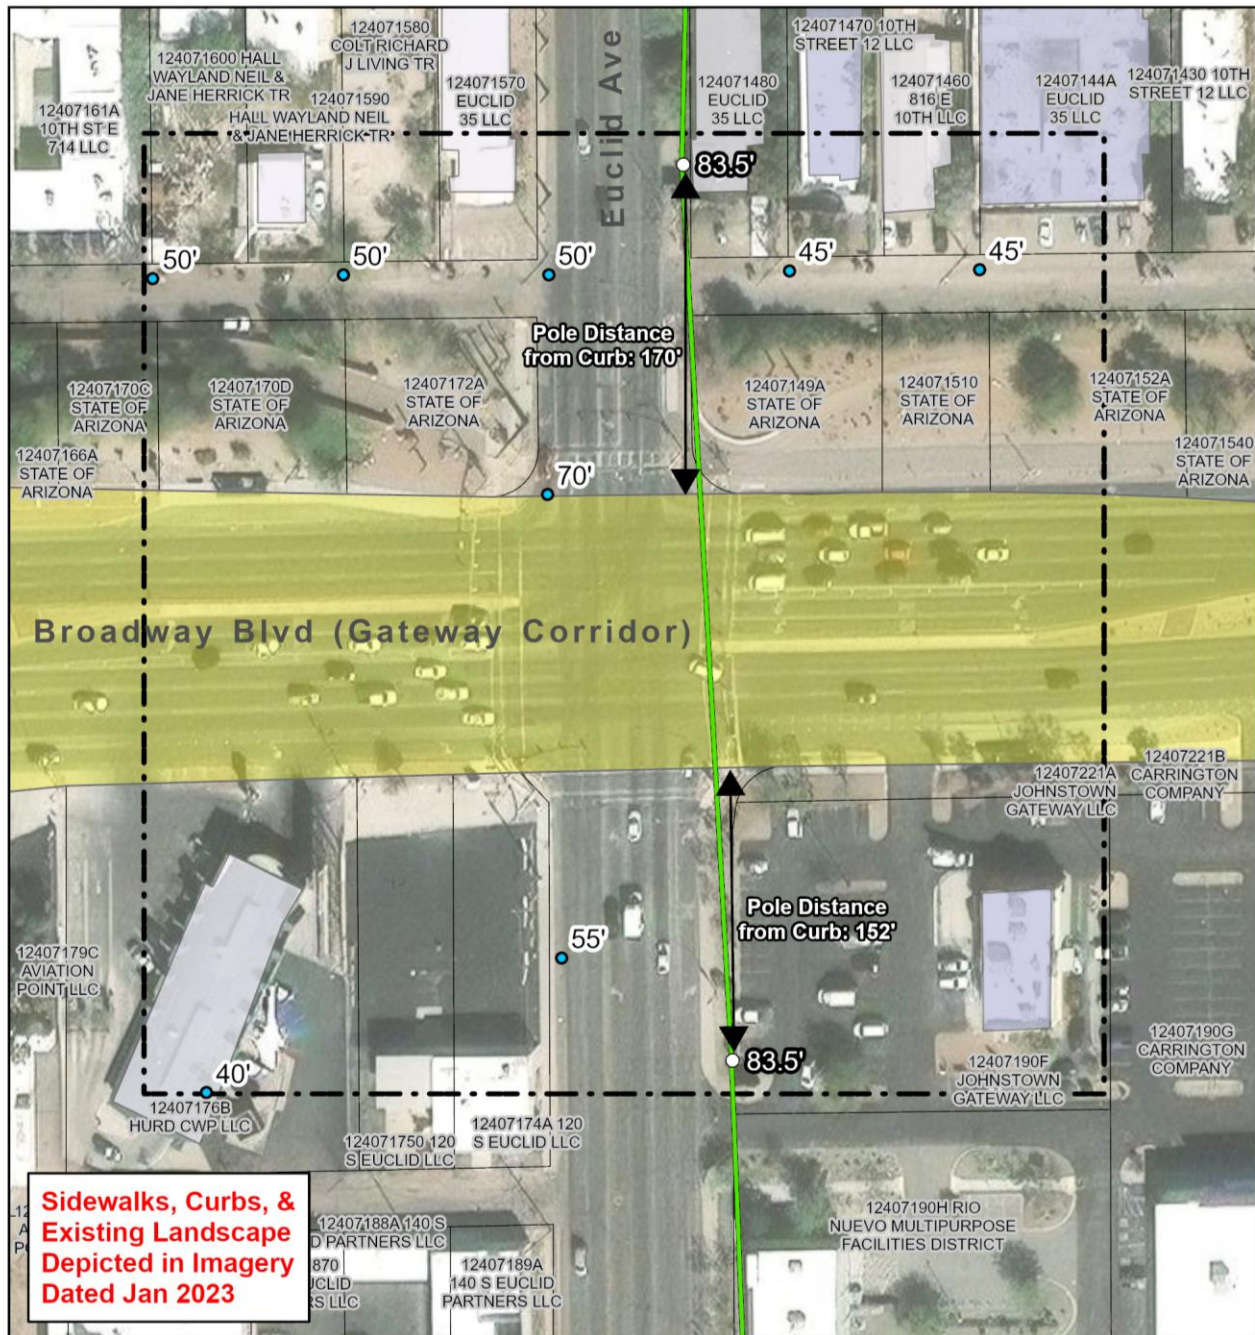 124071580
COLT RICHARD
J LIVING TR
124071600 HALL
WAYLAND NEIL &
JANE HERRICK TR
124071590
HALL WAYLAND NEIL
& JANE HERRICK TR
12407161A
10TH ST E
714 LLC
124071570
EUCLID
35 LLC
Euclid Ave
124071480
EUCLID
35 LLC
124071470 10TH
STREET 12 LLC
124071460
816 E
10TH LLC
12407144A
EUCLID
35 LLC
124071430 10TH
STREET 12 LLC
83.5'
50'
50'
50'
45'
45'
Pole Distance
from Curb: 170'
12407170C
STATE OF
ARIZONA
12407170D
STATE OF
ARIZONA
12407172A
STATE OF
ARIZONA
12407149A
STATE OF
ARIZONA
124071510
STATE OF
ARIZONA
12407152A
STATE OF
ARIZONA
12407166A
STATE OF
ARIZONA
124071540
STATE OF
ARIZONA
70'
Broadway Blvd (Gateway Corridor)
12407221A
JOHNSTOWN
GATEWAY LLC
12407221B
CARRINGTON
COMPANY
Pole Distance
from Curb: 152'
55'
12407179C
AVIATION
POINT LLC
83.5'
40'
12407176B
HURD CWP LLC
12407190F
JOHNSTOWN
GATEWAY LLC
12407190G
CARRINGTON
COMPANY
124071750 120
S EUCLID LLC
12407174A 120
S EUCLID LLC
12407190H RIO
NUEVO MULTIPURPOSE
FACILITIES DISTRICT
12407188A 140 S
D PARTNERS LLC
870
UCLID
RS LLC
12407189A
140 S EUCLID
PARTNERS LLC
Sidewalks, Curbs, &
Existing Landscape
Depicted in Imagery
Dated Jan 2023